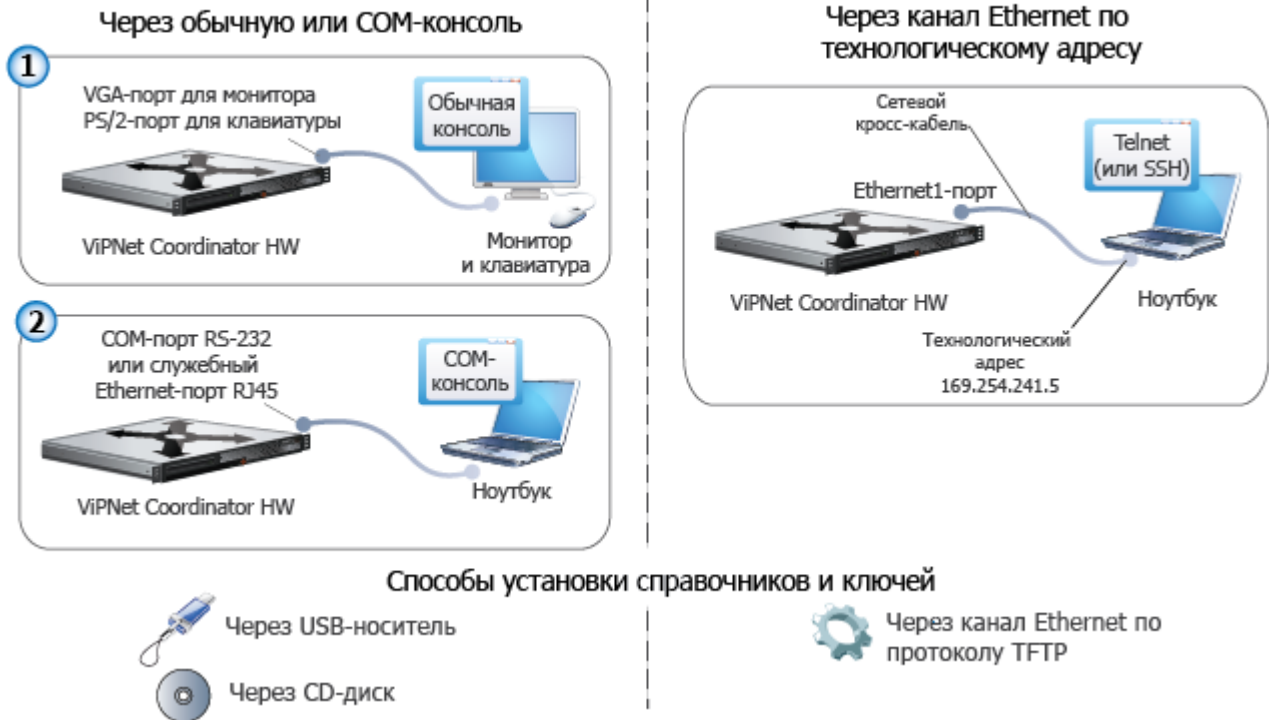 Через обычную или COM-консоль
1
VGA-порт для монитора
PS/2-порт для клавиатуры
Обычная
консоль
ViPNet Coordinator HW
Монитор
и клавиатура
2
COM-порт RS-232
или служебный
Ethernet-порт RJ45
COM-
консоль
ViPNet Coordinator HW
Ноутбук
Через канал Ethernet по
технологическому адресу
Сетевой
кросс-кабель
Telnet
(или SSH)
Ethernet1-порт
ViPNet Coordinator HW
Ноутбук
Технологический
адрес
169.254.241.5
Способы установки справочников и ключей
Через USB-носитель
Через CD-диск
Через канал Ethernet по
протоколу TFTP